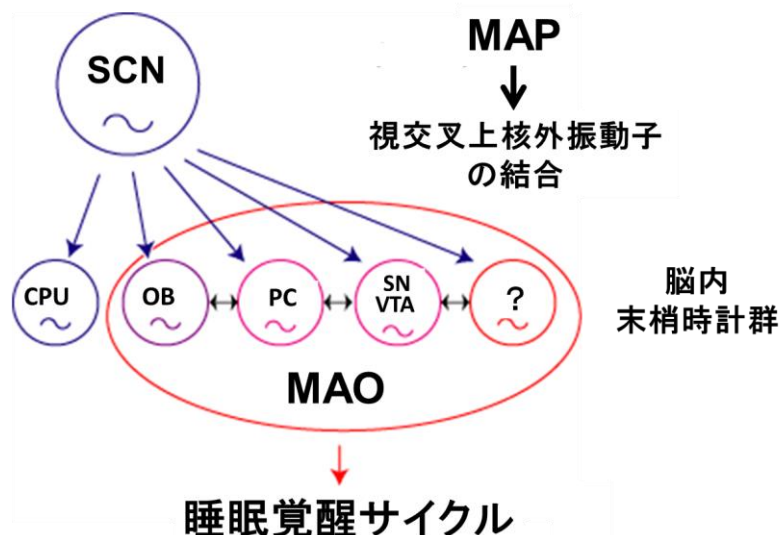 SCN
MAP
視交叉上核外振動子
の結合
CPU
OB
PC
SN
VTA
?
脳内
末梢時計群
MAO
睡眠覚醒サイクル